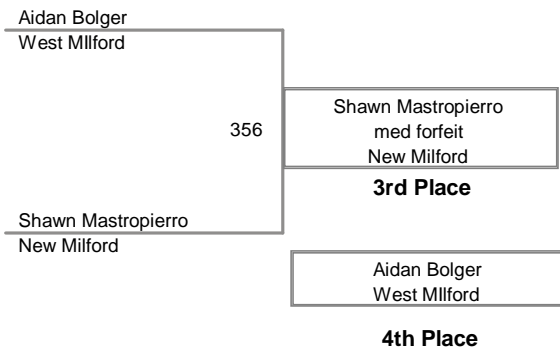 Aidan Bolger
West MIlford
356
Shawn Mastropierro
med forfeit
New Milford
3rd Place
Shawn Mastropierro
New Milford
Aidan Bolger
West MIlford
4th Place